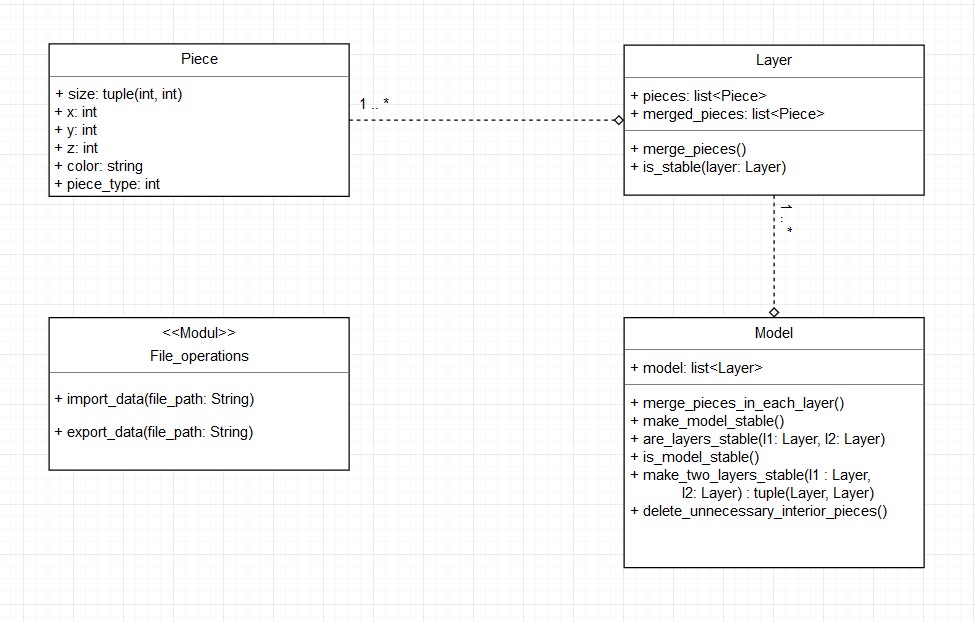 Piece
+ size: tuple(int, int)
+ x: int
+ y: int
+ z: int
+ color: string
+ piece_type: int
1 .. *
Layer
+ pieces: list<Piece>
+ merged_pieces: list<Piece>
+ merge_pieces()
+ is_stable(layer: Layer)
1 .. *
<<Modul>>
File_operations
+ import_data(file_path: String)
+ export_data(file_path: String)
Model
+ model: list<Layer>
+ merge_pieces_in_each_layer()
+ make_model_stable()
+ are_layers_stable(l1: Layer, l2: Layer)
+ is_model_stable()
+ make_two_layers_stable(l1 : Layer,
l2: Layer) : tuple(Layer, Layer)
+ delete_unnecessary_interior_pieces()